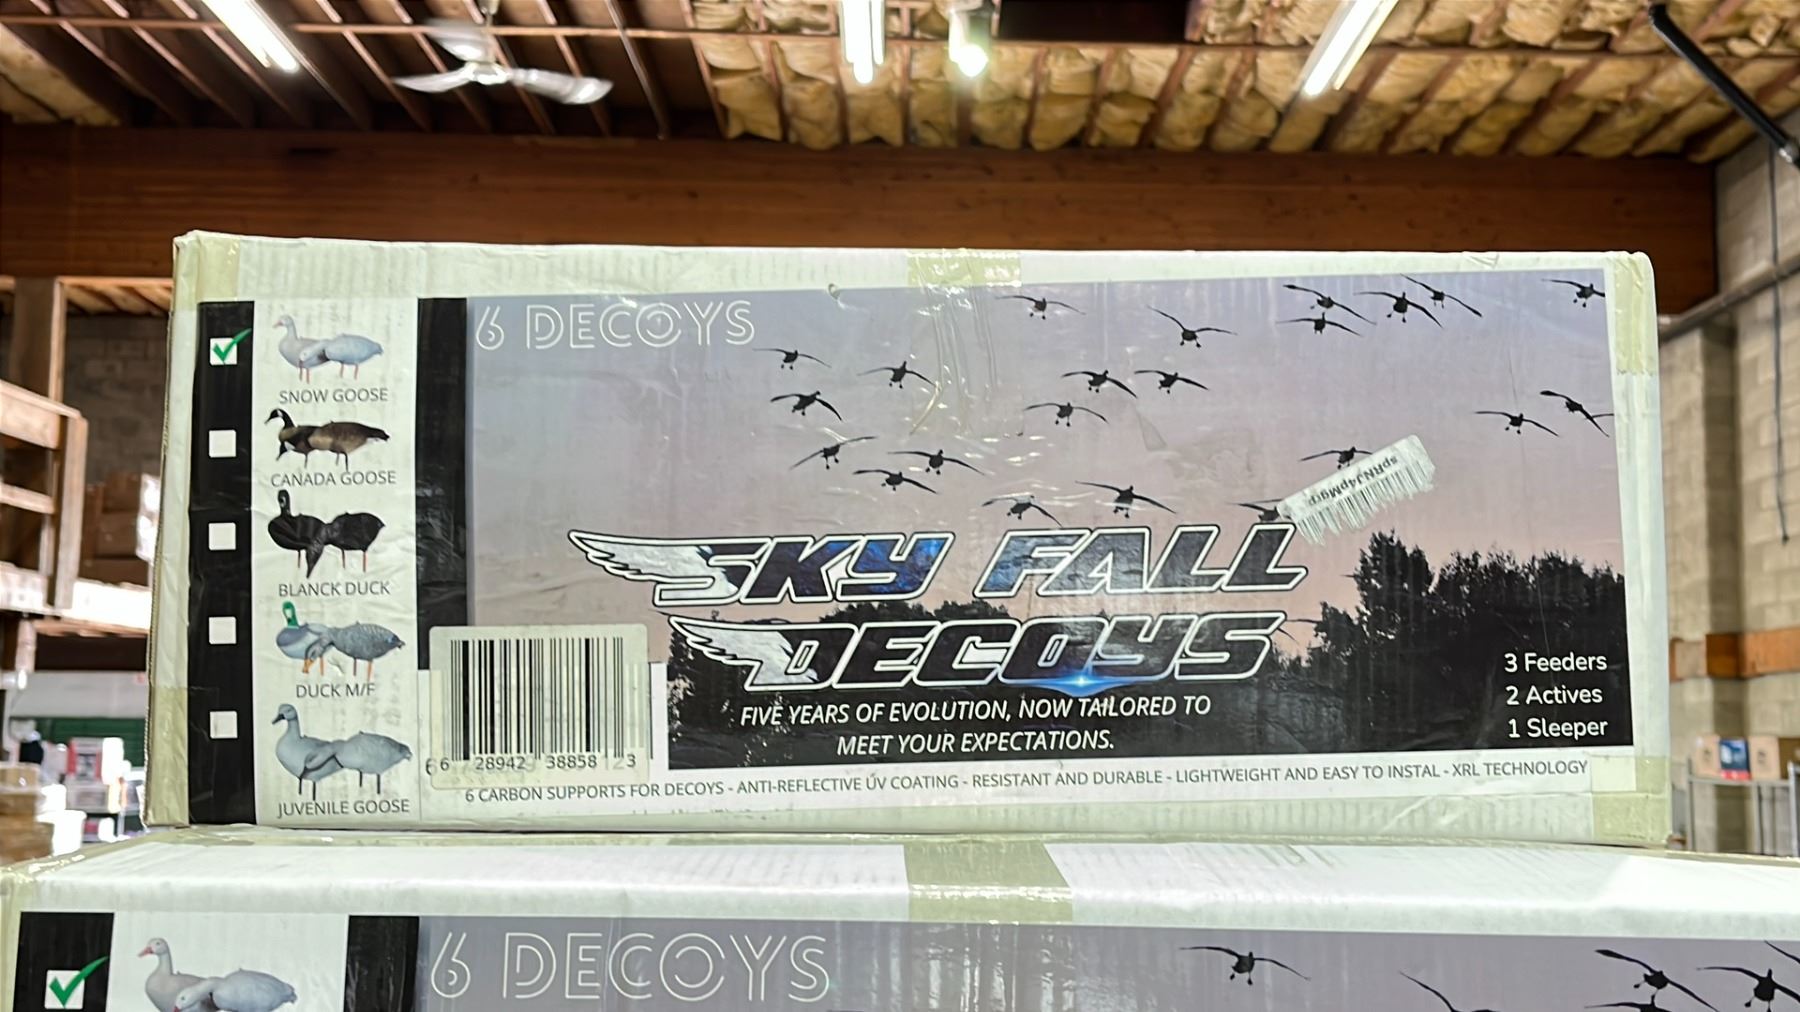 6 DECOYS
SNOW GOOSE
CANADA GOOSE
BLANCK DUCK
DUCK M/F
JUVENILE GOOSE
spRNJ4pMgrp
SKY FALL
DECOYS
FIVE YEARS OF EVOLUTION, NOW TAILORED TO
MEET YOUR EXPECTATIONS.
3 Feeders
2 Actives
1 Sleeper
6 28942 38858 3
6 CARBON SUPPORTS FOR DECOYS - ANTI-REFLECTIVE ÚV COATING - RESISTANT AND DURABLE - LIGHTWEIGHT AND EASY TO INSTAL - XRL TECHNOLOGY
6 DECOYS